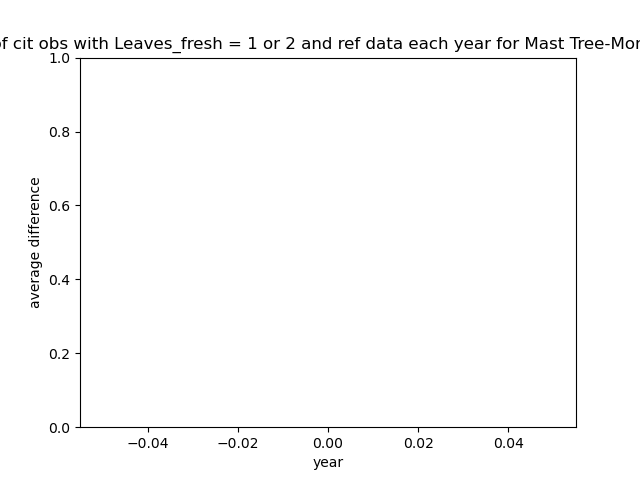 of cit obs with Leaves_fresh = 1 or 2 and ref data each year for Mast Tree-Mon
1.0
0.8
0.6
0.4
0.2
0.0
average difference
−0.04 −0.02 0.00 0.02 0.04
year